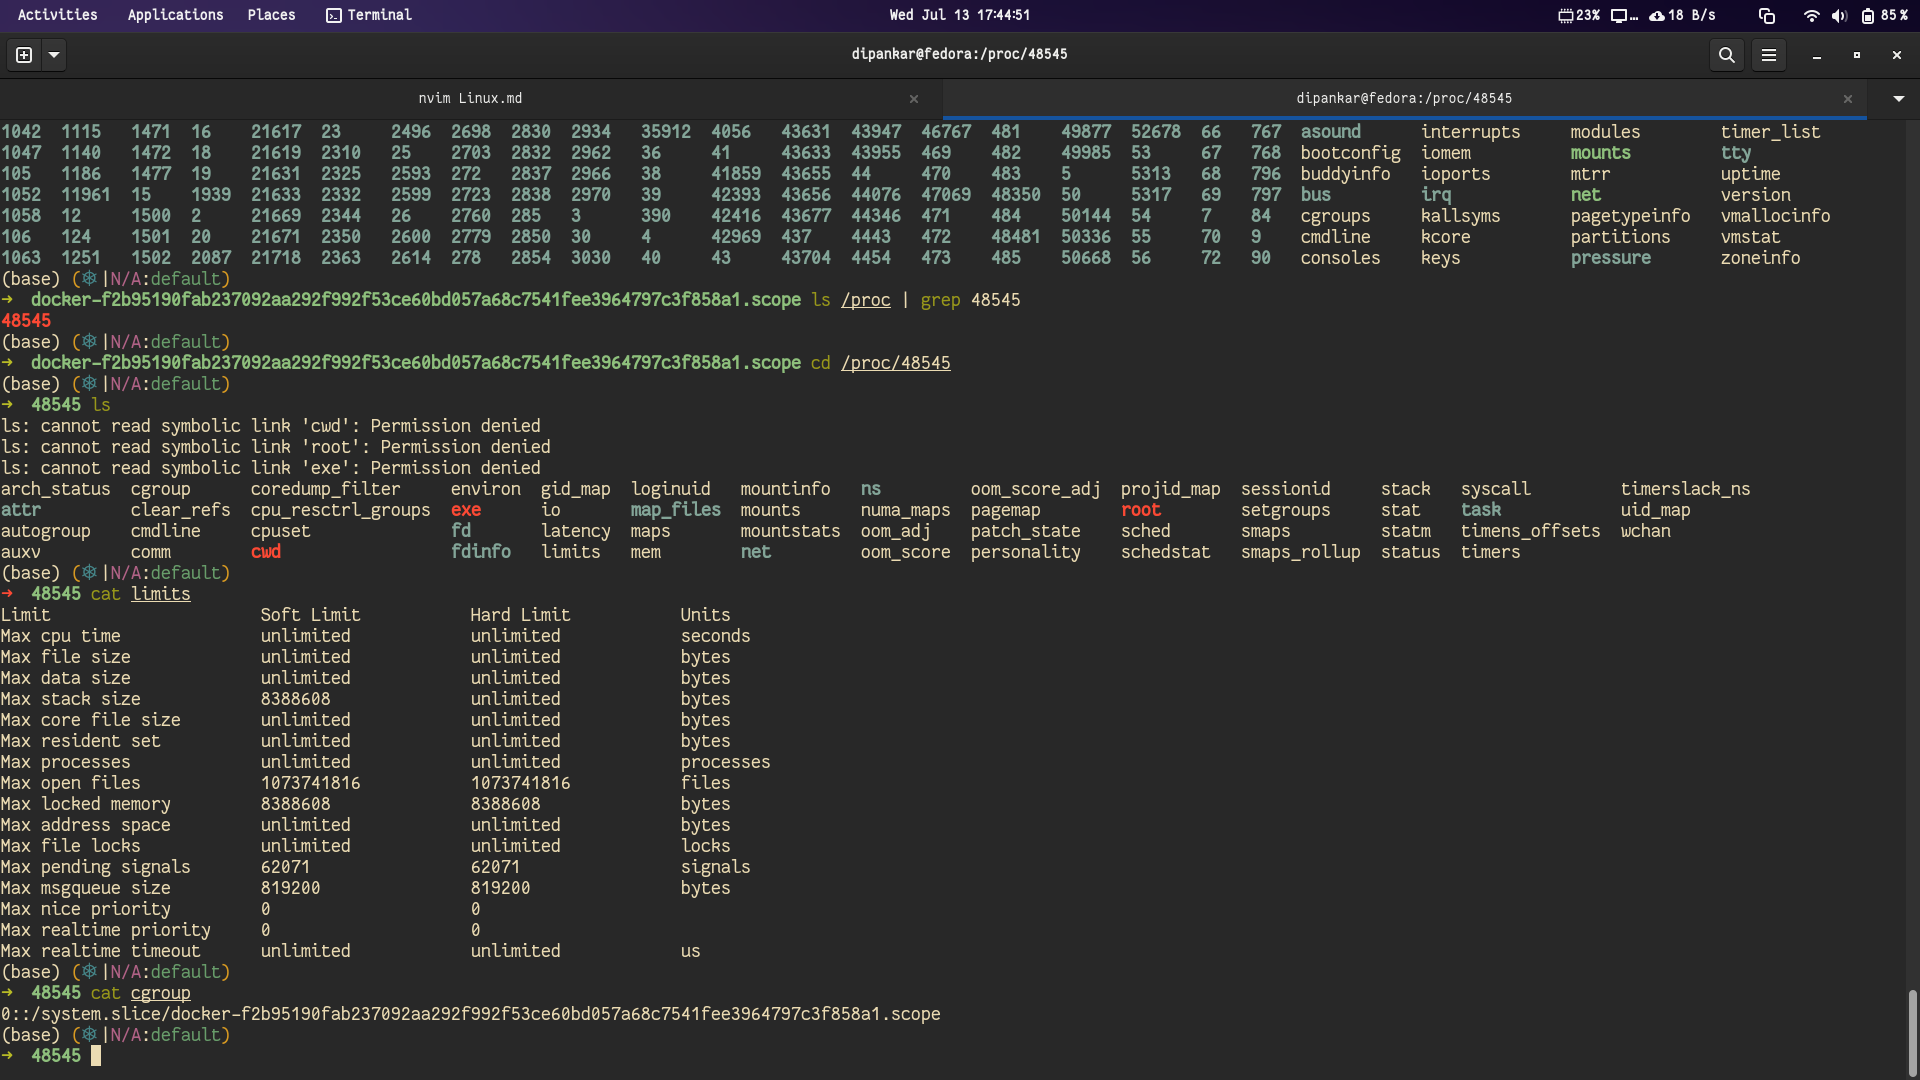 Activities Applications Places Terminal Wed Jul 13 17:44:51 23% … 18 B/s 85 %
dipankar@fedora:/proc/48545
nvim Linux.md × dipankar@fedora:/proc/48545 ×
1042 1115 1471 16 21617 23 2496 2698 2830 2934 35912 4056 43631 43947 46767 481 49877 52678 66 767 asound interrupts modules timer_list
1047 1140 1472 18 21619 2310 25 2703 2832 2962 36 41 43633 43955 469 482 49985 53 67 768 bootconfig iomem mounts tty
105 1186 1477 19 21631 2325 2593 272 2837 2966 38 41859 43655 44 470 483 5 5313 68 796 buddyinfo ioports mtrr uptime
1052 11961 15 1939 21633 2332 2599 2723 2838 2970 39 42393 43656 44076 47069 48350 50 5317 69 797 bus irq net version
1058 12 1500 2 21669 2344 26 2760 285 3 390 42416 43677 44346 471 484 50144 54 7 84 cgroups kallsyms pagetypeinfo vmallocinfo
106 124 1501 20 21671 2350 2600 2779 2850 30 4 42969 437 4443 472 48481 50336 55 70 9 cmdline kcore partitions vmstat
1063 1251 1502 2087 21718 2363 2614 278 2854 3030 40 43 43704 4454 473 485 50668 56 72 90 consoles keys pressure zoneinfo
(base) (⎈|N/A:default)
→ docker-f2b95190fab237092aa292f992f53ce60bd057a68c7541fee3964797c3f858a1.scope ls /proc | grep 48545
48545
(base) (⎈|N/A:default)
→ docker-f2b95190fab237092aa292f992f53ce60bd057a68c7541fee3964797c3f858a1.scope cd /proc/48545
(base) (⎈|N/A:default)
→ 48545 ls
ls: cannot read symbolic link 'cwd': Permission denied
ls: cannot read symbolic link 'root': Permission denied
ls: cannot read symbolic link 'exe': Permission denied
arch_status cgroup coredump_filter environ gid_map loginuid mountinfo ns oom_score_adj projid_map sessionid stack syscall timerslack_ns
attr clear_refs cpu_resctrl_groups exe io map_files mounts numa_maps pagemap root setgroups stat task uid_map
autogroup cmdline cpuset fd latency maps mountstats oom_adj patch_state sched smaps statm timens_offsets wchan
auxv comm cwd fdinfo limits mem net oom_score personality schedstat smaps_rollup status timers
(base) (⎈|N/A:default)
→ 48545 cat limits
Limit Soft Limit Hard Limit Units
Max cpu time unlimited unlimited seconds
Max file size unlimited unlimited bytes
Max data size unlimited unlimited bytes
Max stack size 8388608 unlimited bytes
Max core file size unlimited unlimited bytes
Max resident set unlimited unlimited bytes
Max processes unlimited unlimited processes
Max open files 1073741816 1073741816 files
Max locked memory 8388608 8388608 bytes
Max address space unlimited unlimited bytes
Max file locks unlimited unlimited locks
Max pending signals 62071 62071 signals
Max msgqueue size 819200 819200 bytes
Max nice priority 0 0
Max realtime priority 0 0
Max realtime timeout unlimited unlimited us
(base) (⎈|N/A:default)
→ 48545 cat cgroup
0::/system.slice/docker-f2b95190fab237092aa292f992f53ce60bd057a68c7541fee3964797c3f858a1.scope
(base) (⎈|N/A:default)
→ 48545